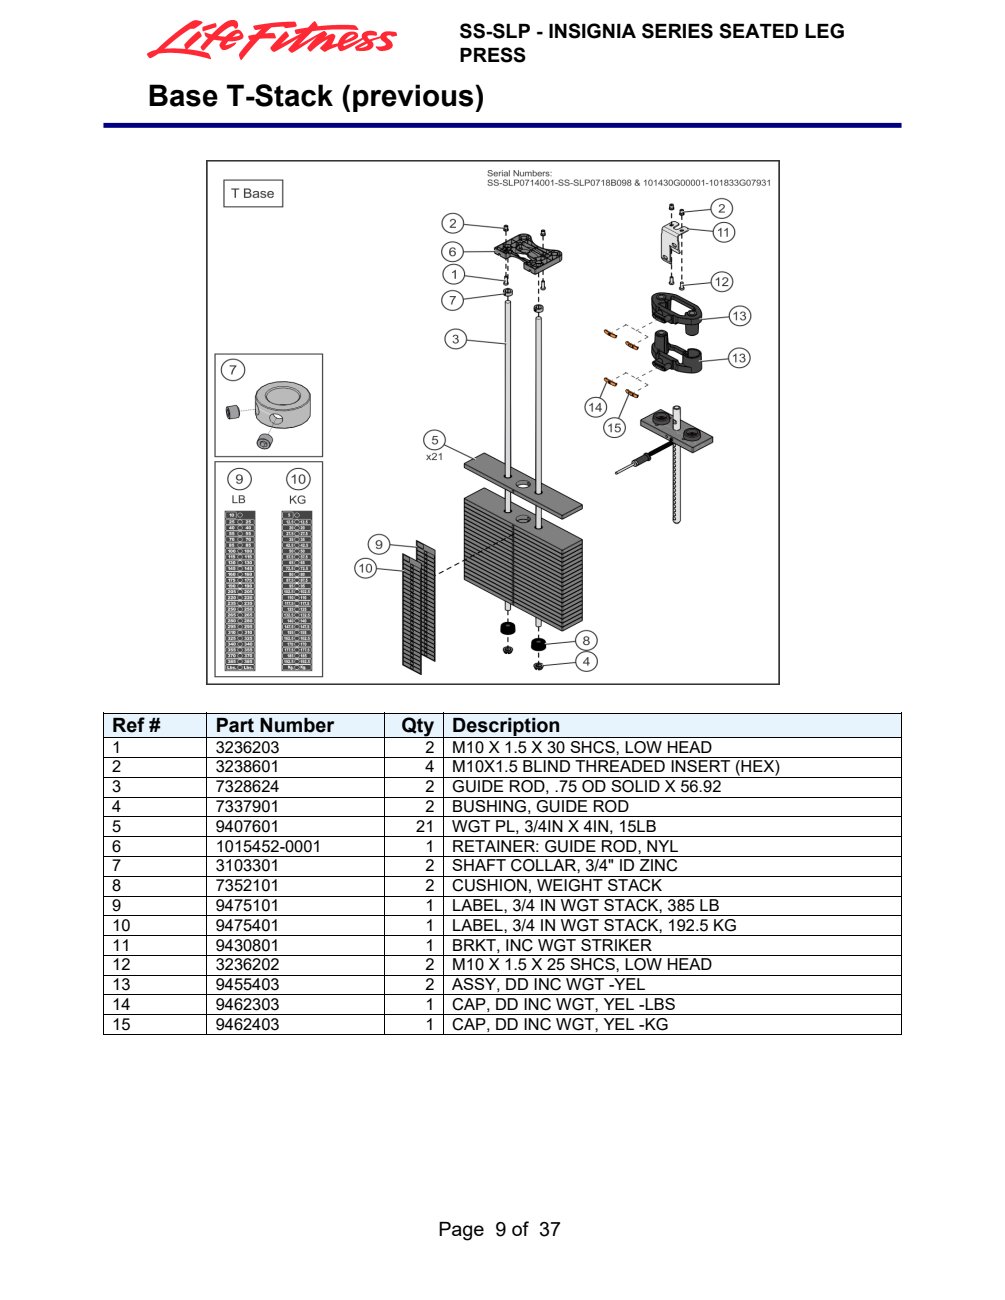 Life Fitness
SS-SLP - INSIGNIA SERIES SEATED LEG
PRESS
Base T-Stack (previous)
Serial Numbers:
SS-SLP0714001-SS-SLP0718B098 & 101430G00001-101833G07931
T Base
2
2
11
6
1
12
7
13
3
7
13
14
15
5
x21
9
10
LB
KG
9
10
8
4
Ref # Part Number Qty Description
1 3236203 2 M10 X 1.5 X 30 SHCS, LOW HEAD
2 3238601 4 M10X1.5 BLIND THREADED INSERT (HEX)
3 7328624 2 GUIDE ROD, .75 OD SOLID X 56.92
4 7337901 2 BUSHING, GUIDE ROD
5 9407601 21 WGT PL, 3/4IN X 4IN, 15LB
6 1015452-0001 1 RETAINER: GUIDE ROD, NYL
7 3103301 2 SHAFT COLLAR, 3/4" ID ZINC
8 7352101 2 CUSHION, WEIGHT STACK
9 9475101 1 LABEL, 3/4 IN WGT STACK, 385 LB
10 9475401 1 LABEL, 3/4 IN WGT STACK, 192.5 KG
11 9430801 1 BRKT, INC WGT STRIKER
12 3236202 2 M10 X 1.5 X 25 SHCS, LOW HEAD
13 9455403 2 ASSY, DD INC WGT -YEL
14 9462303 1 CAP, DD INC WGT, YEL -LBS
15 9462403 1 CAP, DD INC WGT, YEL -KG
Page 9 of 37